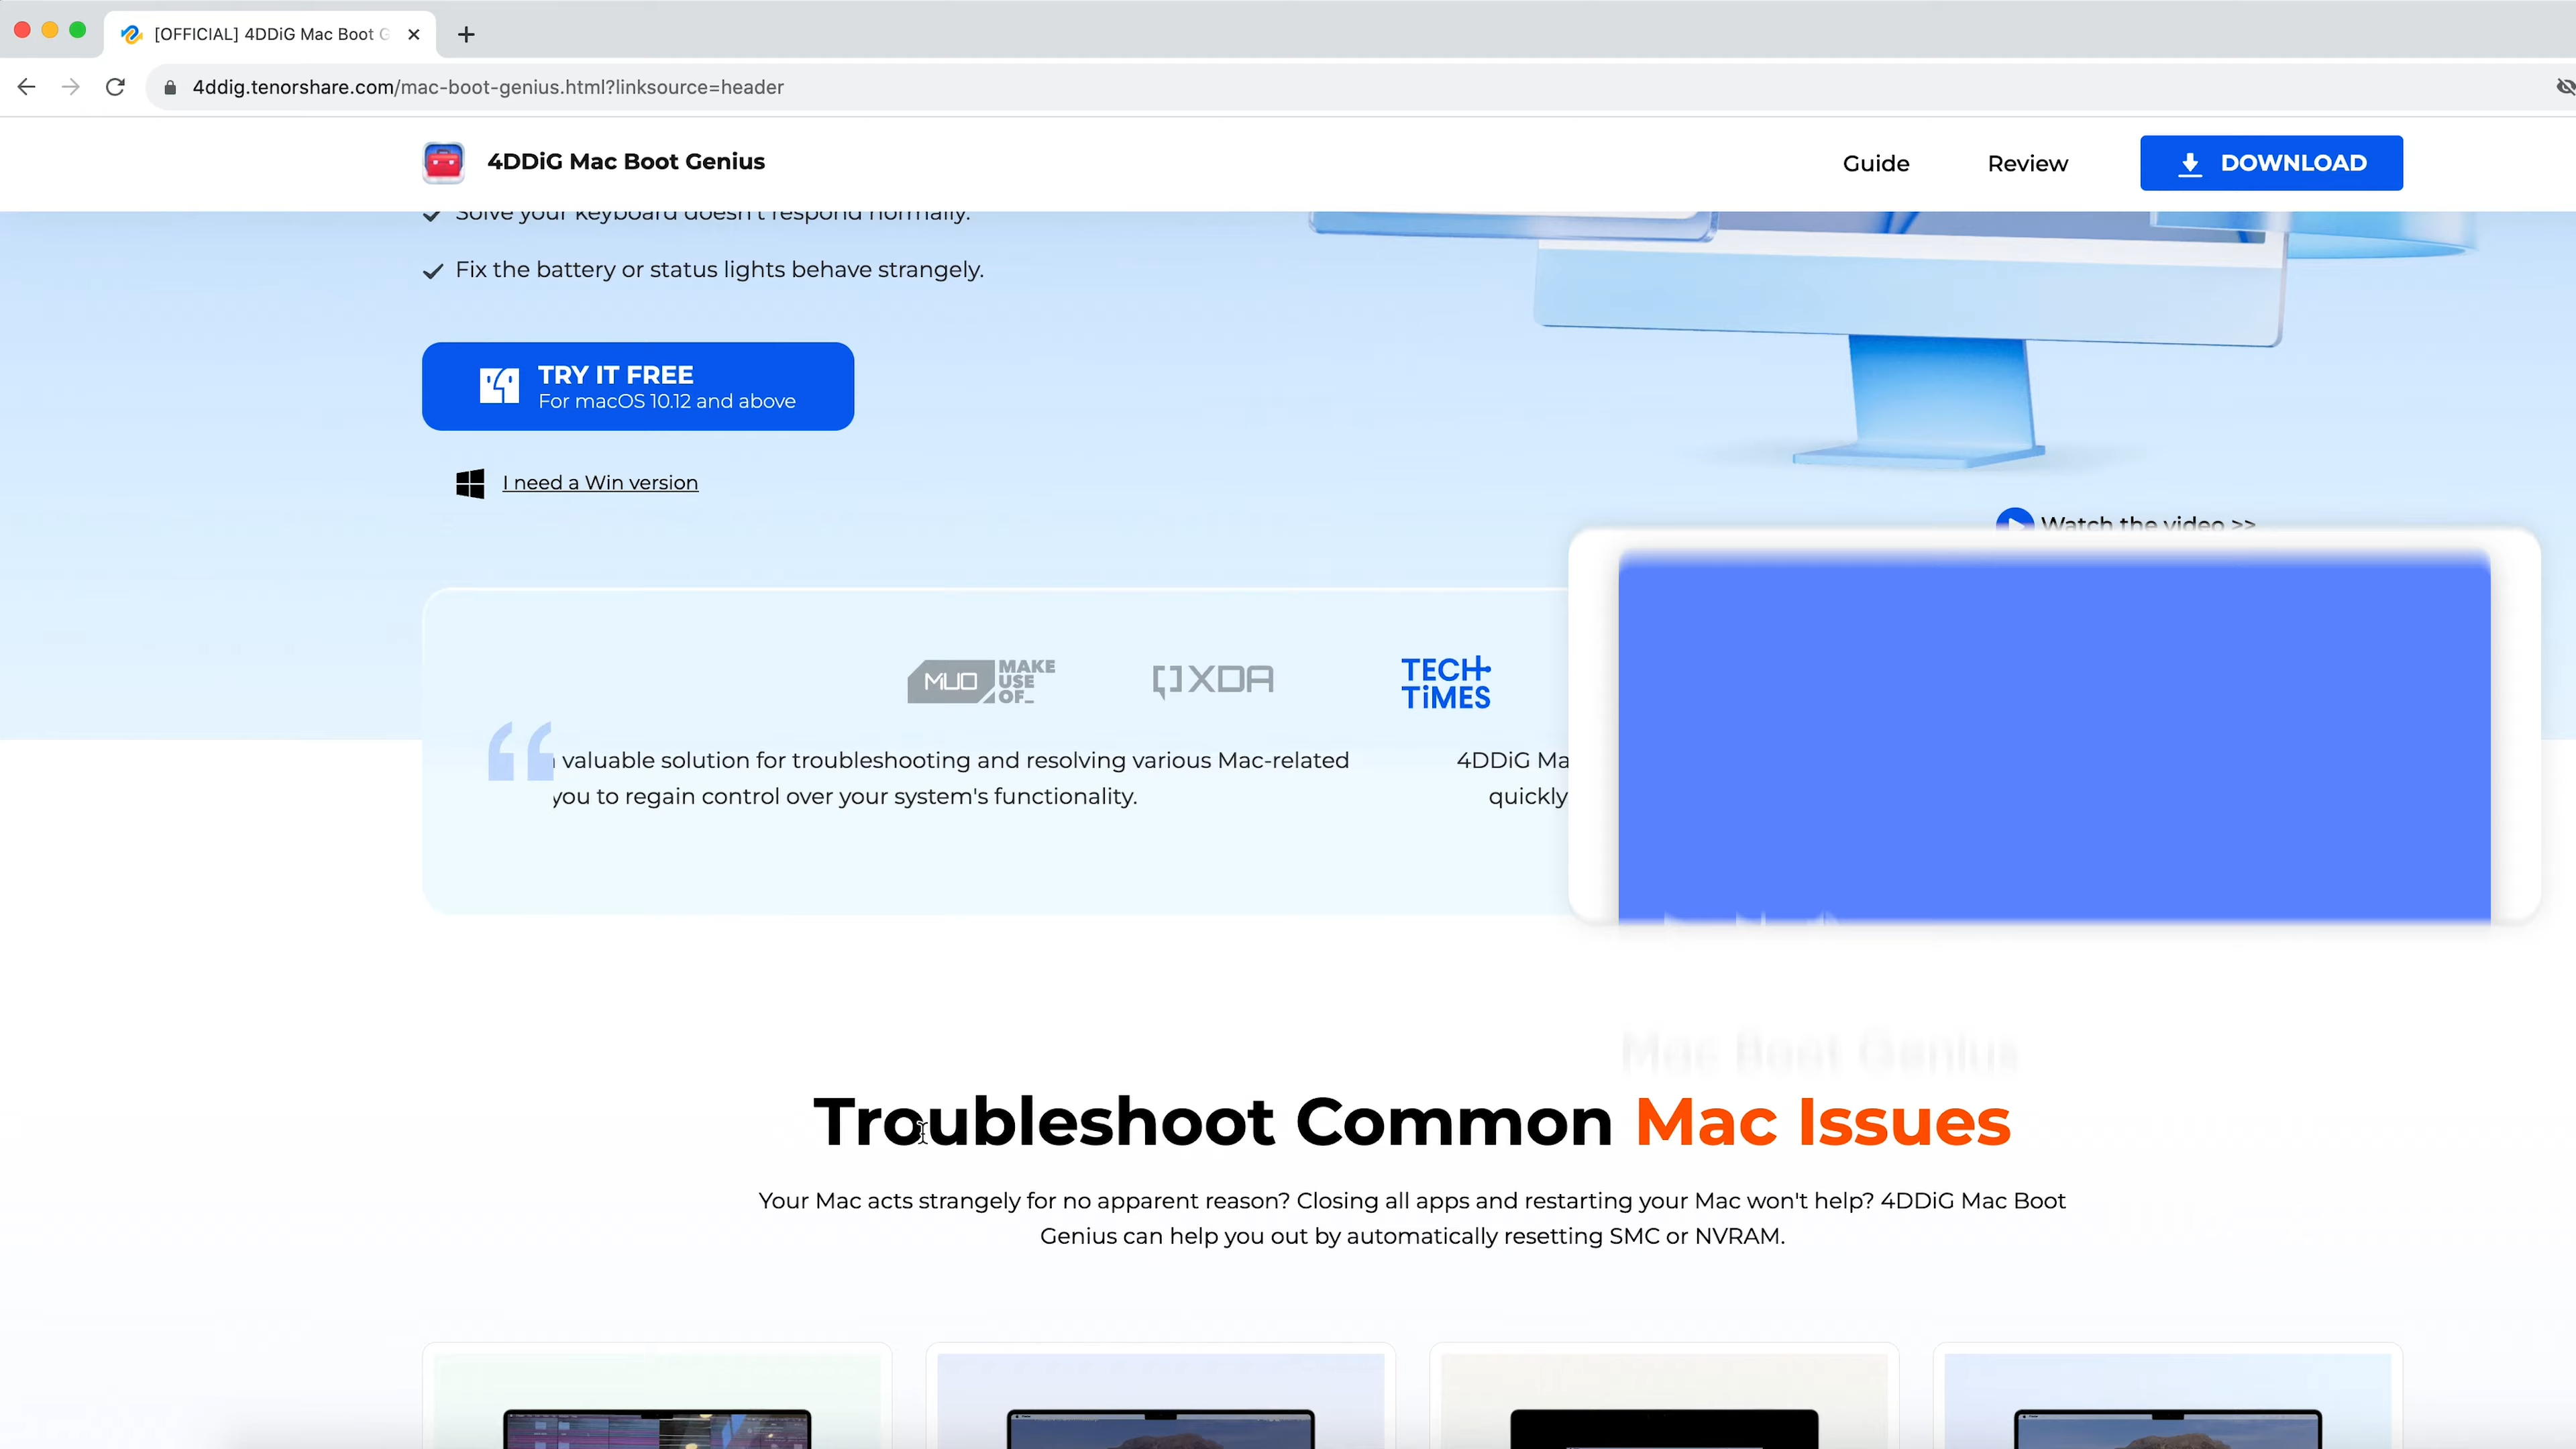 [OFFICIAL] 4DDiG Mac Boot G
4ddig.tenorshare.com/mac-boot-genius.html?linksource=header
4DDiG Mac Boot Genius
Guide
Review
DOWNLOAD
Solve your keyboard doesn't respond normally.
Fix the battery or status lights behave strangely.
TRY IT FREE
For macOS 10.12 and above
I need a Win version
Watch the video >>
MUO MAKE
USE
OF_
XDA
TECH
TiMES
valuable solution for troubleshooting and resolving various Mac-related
you to regain control over your system's functionality.
4DDiG Ma
quickly
Mac Boot Genius
Troubleshoot Common Mac Issues
Your Mac acts strangely for no apparent reason? Closing all apps and restarting your Mac won't help? 4DDiG Mac Boot
Genius can help you out by automatically resetting SMC or NVRAM.